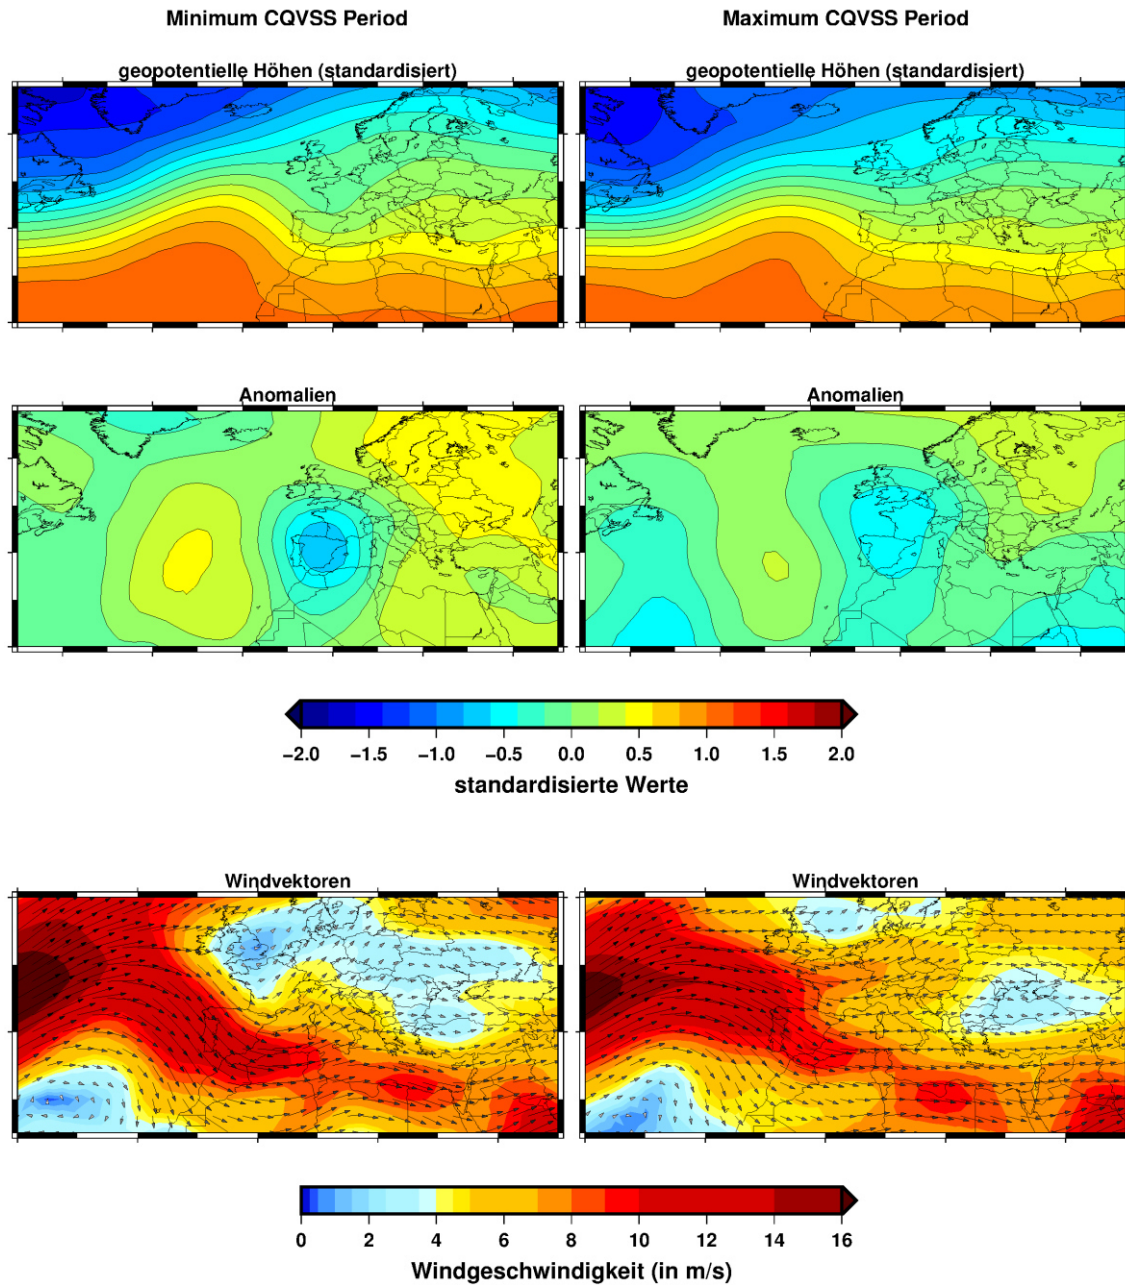 Minimum CQVSS Period
Maximum CQVSS Period
geopotentielle Höhen (standardisiert)
geopotentielle Höhen (standardisiert)
Anomalien
Anomalien
−2.0 −1.5 −1.0 −0.5 0.0 0.5 1.0 1.5 2.0
standardisierte Werte
Windvektoren
Windvektoren
0 2 4 6 8 10 12 14 16
Windgeschwindigkeit (in m/s)